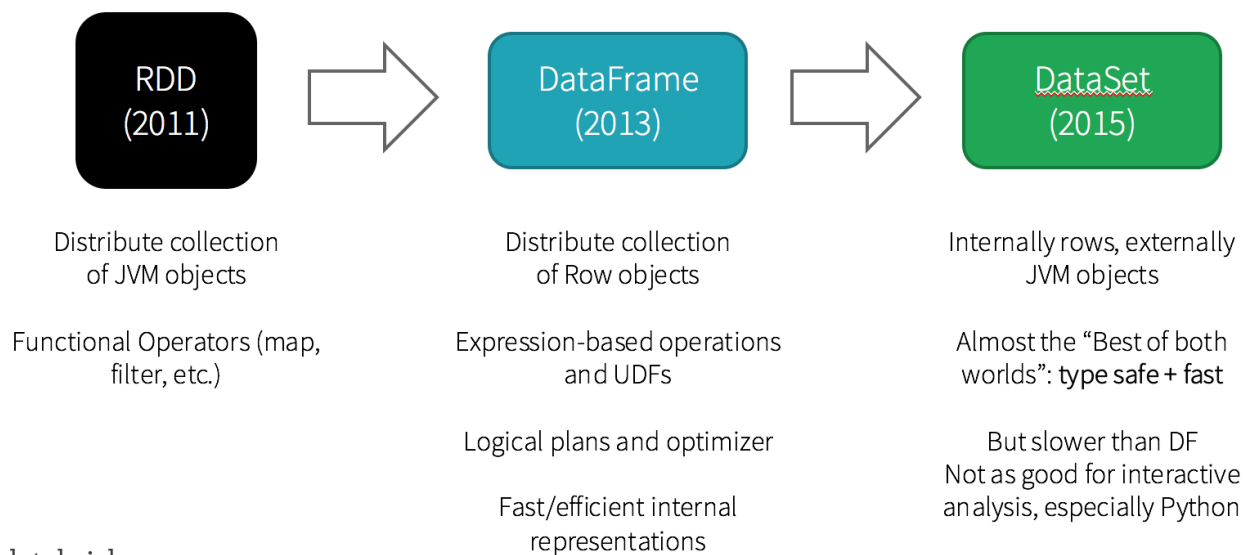 RDD
(2011)
DataFrame
(2013)
DataSet
(2015)
Distribute collection
of JVM objects
Functional Operators (map,
filter, etc.)
Distribute collection
of Row objects
Expression-based operations
and UDFs
Logical plans and optimizer
Fast/efficient internal
representations
Internally rows, externally
JVM objects
Almost the “Best of both
worlds”: type safe + fast
But slower than DF
Not as good for interactive
analysis, especially Python